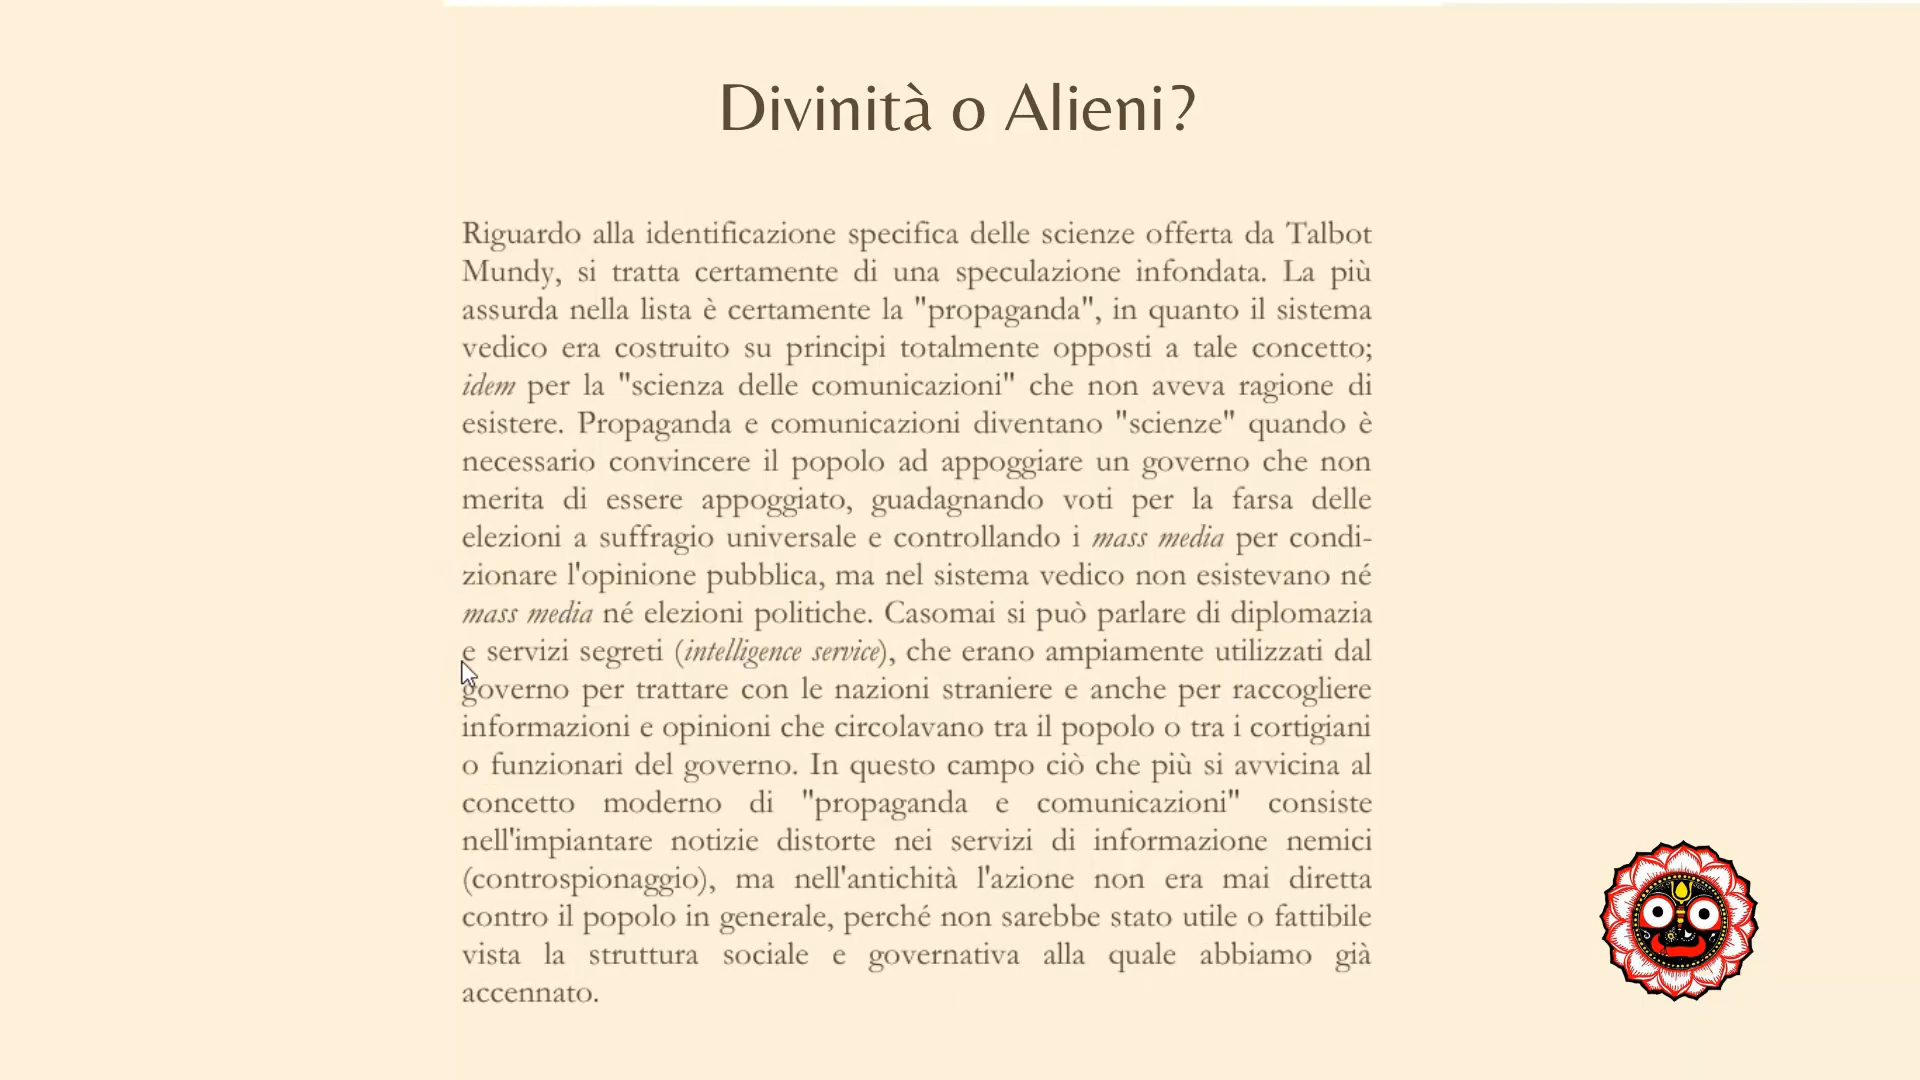 Divinità o Alieni?
Riguardo alla identificazione specifica delle scienze offerta da Talbot
Mundy, si tratta certamente di una speculazione infondata. La più
assurda nella lista è certamente la "propaganda", in quanto il sistema
vedico era costruito su principi totalmente opposti a tale concetto;
idem per la "scienza delle comunicazioni" che non aveva ragione di
esistere. Propaganda e comunicazioni diventano "scienze" quando è
necessario convincere il popolo ad appoggiare un governo che non
merita di essere appoggiato, guadagnando voti per la farsa delle
elezioni a suffragio universale e controllando i mass media per condi-
zionare l'opinione pubblica, ma nel sistema vedico non esistevano né
mass media né elezioni politiche. Casomai si può parlare di diplomazia
e servizi segreti (intelligence service), che erano ampiamente utilizzati dal
governo per trattare con le nazioni straniere e anche per raccogliere
informazioni e opinioni che circolavano tra il popolo o tra i cortigiani
o funzionari del governo. In questo campo ciò che più si avvicina al
concetto moderno di "propaganda e comunicazioni" consiste
nell'impiantare notizie distorte nei servizi di informazione nemici
(controspionaggio), ma nell'antichità l'azione non era mai diretta
contro il popolo in generale, perché non sarebbe stato utile o fattibile
vista la struttura sociale e governativa alla quale abbiamo già
accennato.